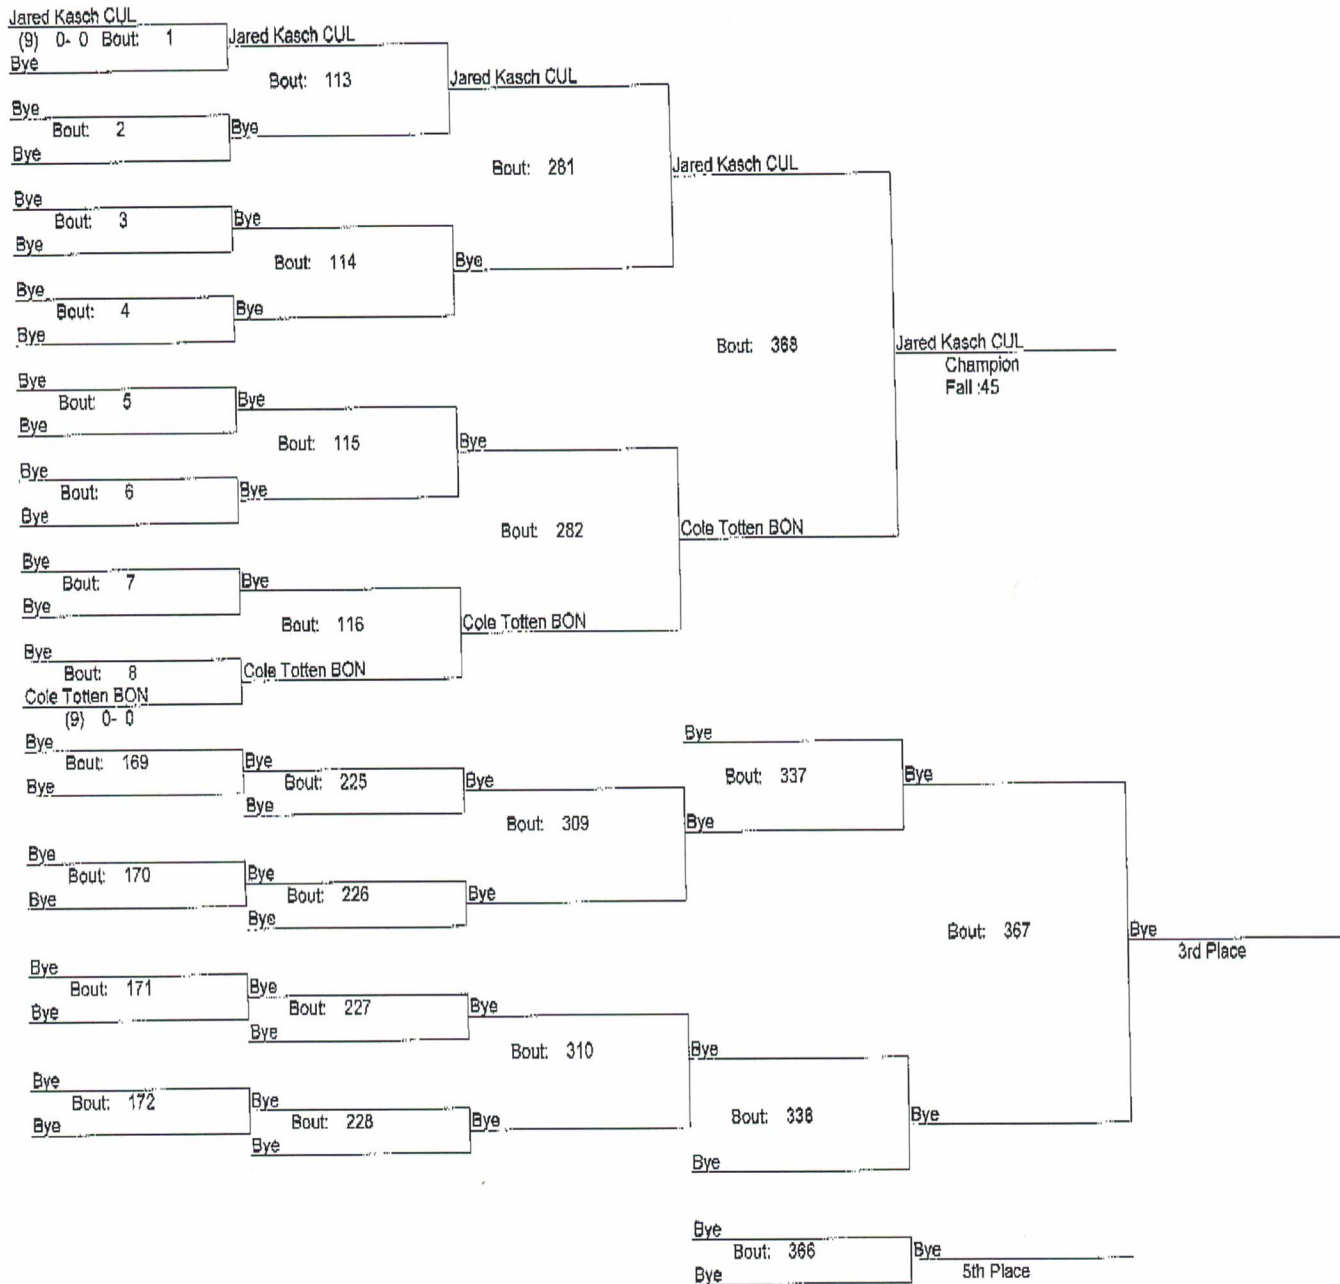 Jared Kasch CUL
(9) 0- 0 Bout: 1
Bye
Jared Kasch CUL
Bout: 113
Jared Kasch CUL
Bye
Bout: 2
Bye
Bye
Bout: 281
Jared Kasch CUL
Bye
Bout: 3
Bye
Bye
Bout: 114
Bye
Bye
Bout: 4
Bye
Bye
Bout: 368
Jared Kasch CUL
Champion
Fall :45
Bye
Bout: 5
Bye
Bye
Bout: 115
Bye
Bye
Bout: 6
Bye
Bye
Bout: 282
Cole Totten BON
Bye
Bout: 7
Bye
Bye
Bout: 116
Cole Totten BON
Bye
Bout: 8
Cole Totten BON
(9) 0- 0
Cole Totten BON
Bye
Bout: 169
Bye
Bye
Bout: 225
Bye
Bye
Bout: 309
Bye
Bout: 337
Bye
Bye
Bye
Bout: 170
Bye
Bye
Bout: 226
Bye
Bye
Bout: 367
Bye
3rd Place
Bye
Bout: 171
Bye
Bye
Bout: 227
Bye
Bye
Bout: 310
Bye
Bout: 338
Bye
Bye
Bye
Bout: 172
Bye
Bye
Bout: 228
Bye
Bye
Bye
Bout: 366
Bye
Bye
5th Place